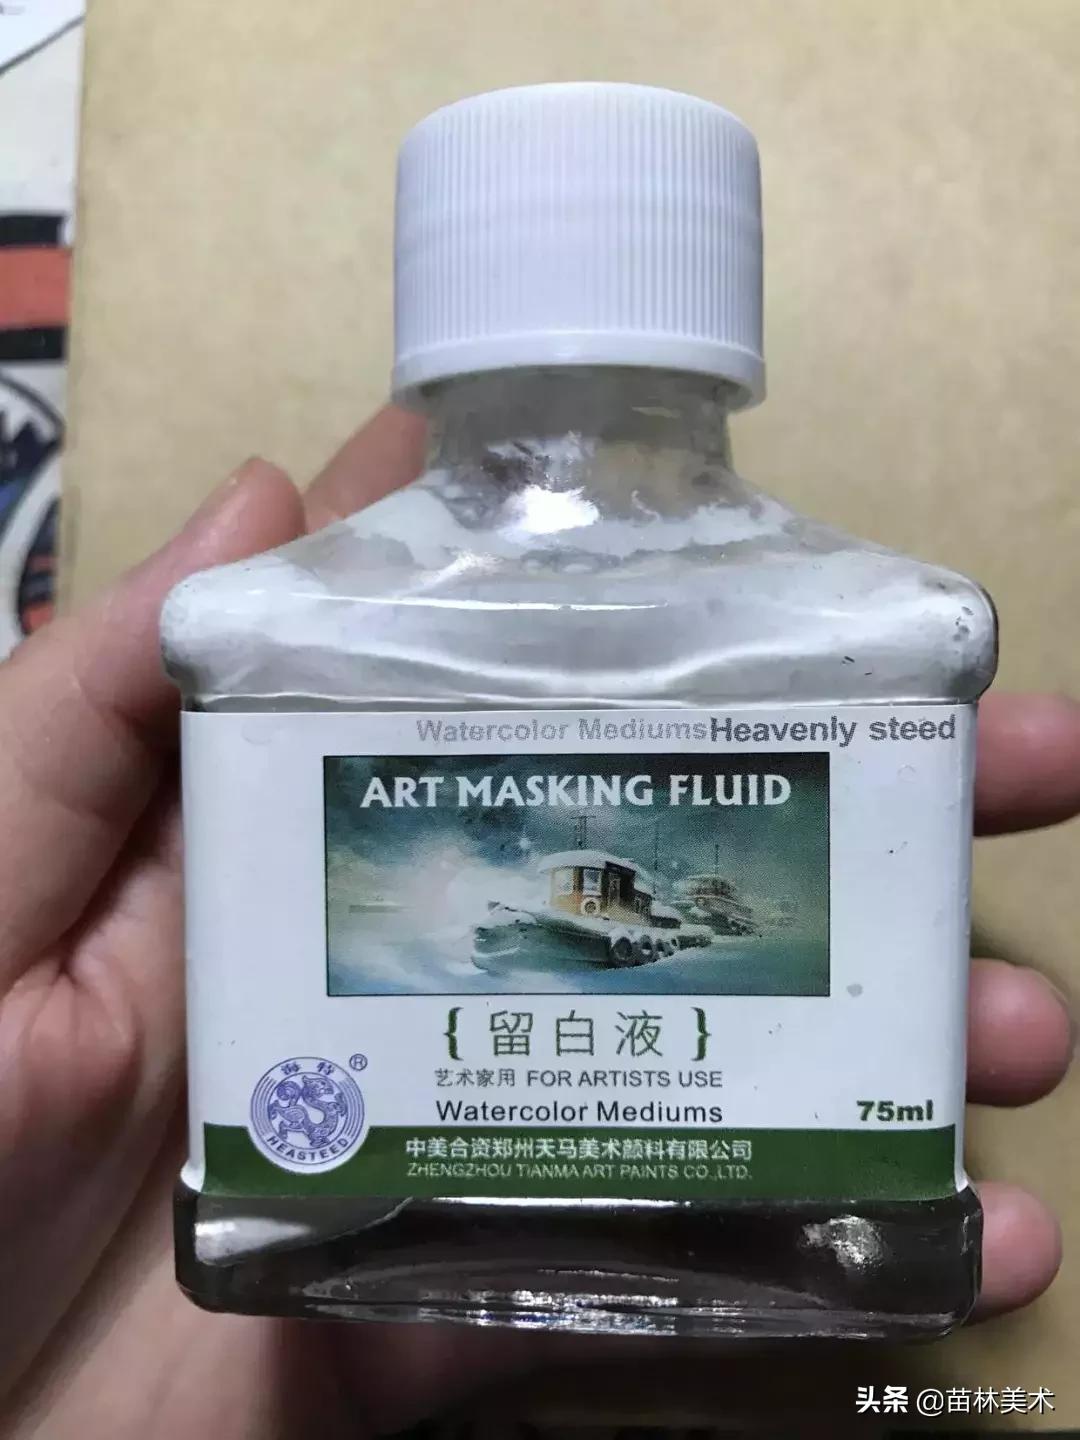 Watercolor MediumsHeavenly steed
ART MASKING FLUID
{留白液}
艺术家用 FOR ARTISTS USE
Watercolor Mediums
75ml
海特
®
HEASTEED
中美合资郑州天马美术颜料有限公司
ZHENGZHOU TIANMA ART PAINTS CO.,LTD.
头条 @苗林美术